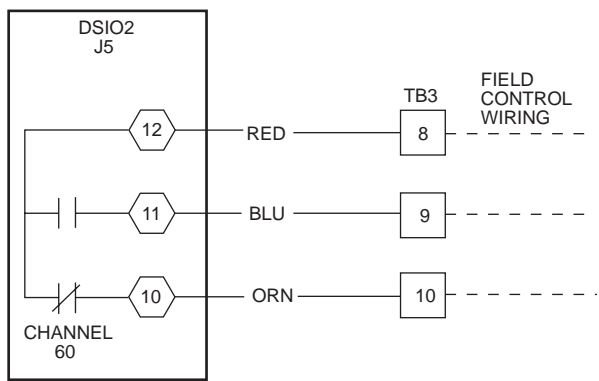 DSIO2
J5
12
RED
TB3
8
FIELD
CONTROL
WIRING
11
BLU
9
10
ORN
10
CHANNEL
60